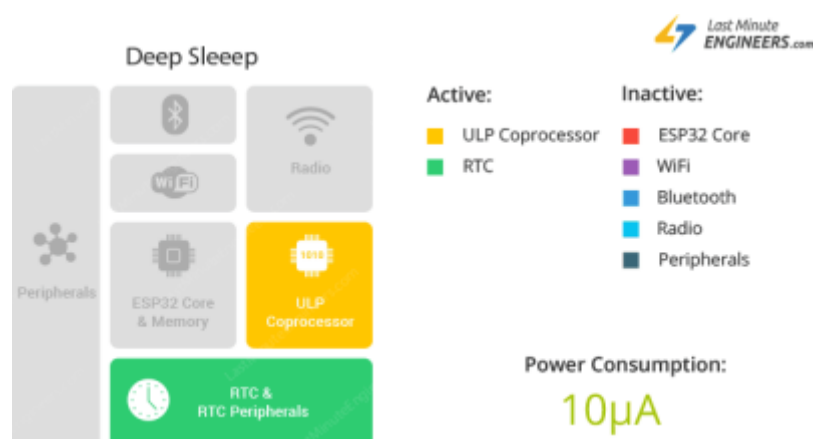 Last Minute
ENGINEERS.com
Deep Sleeep
Active:
ULP Coprocessor
RTC
Inactive:
ESP32 Core
WiFi
Bluetooth
Radio
Peripherals
WiFi
Radio
Peripherals
ESP32 Core
& Memory
1010
ULP
Coprocessor
RTC &
RTC Peripherals
Power Consumption:
10µA